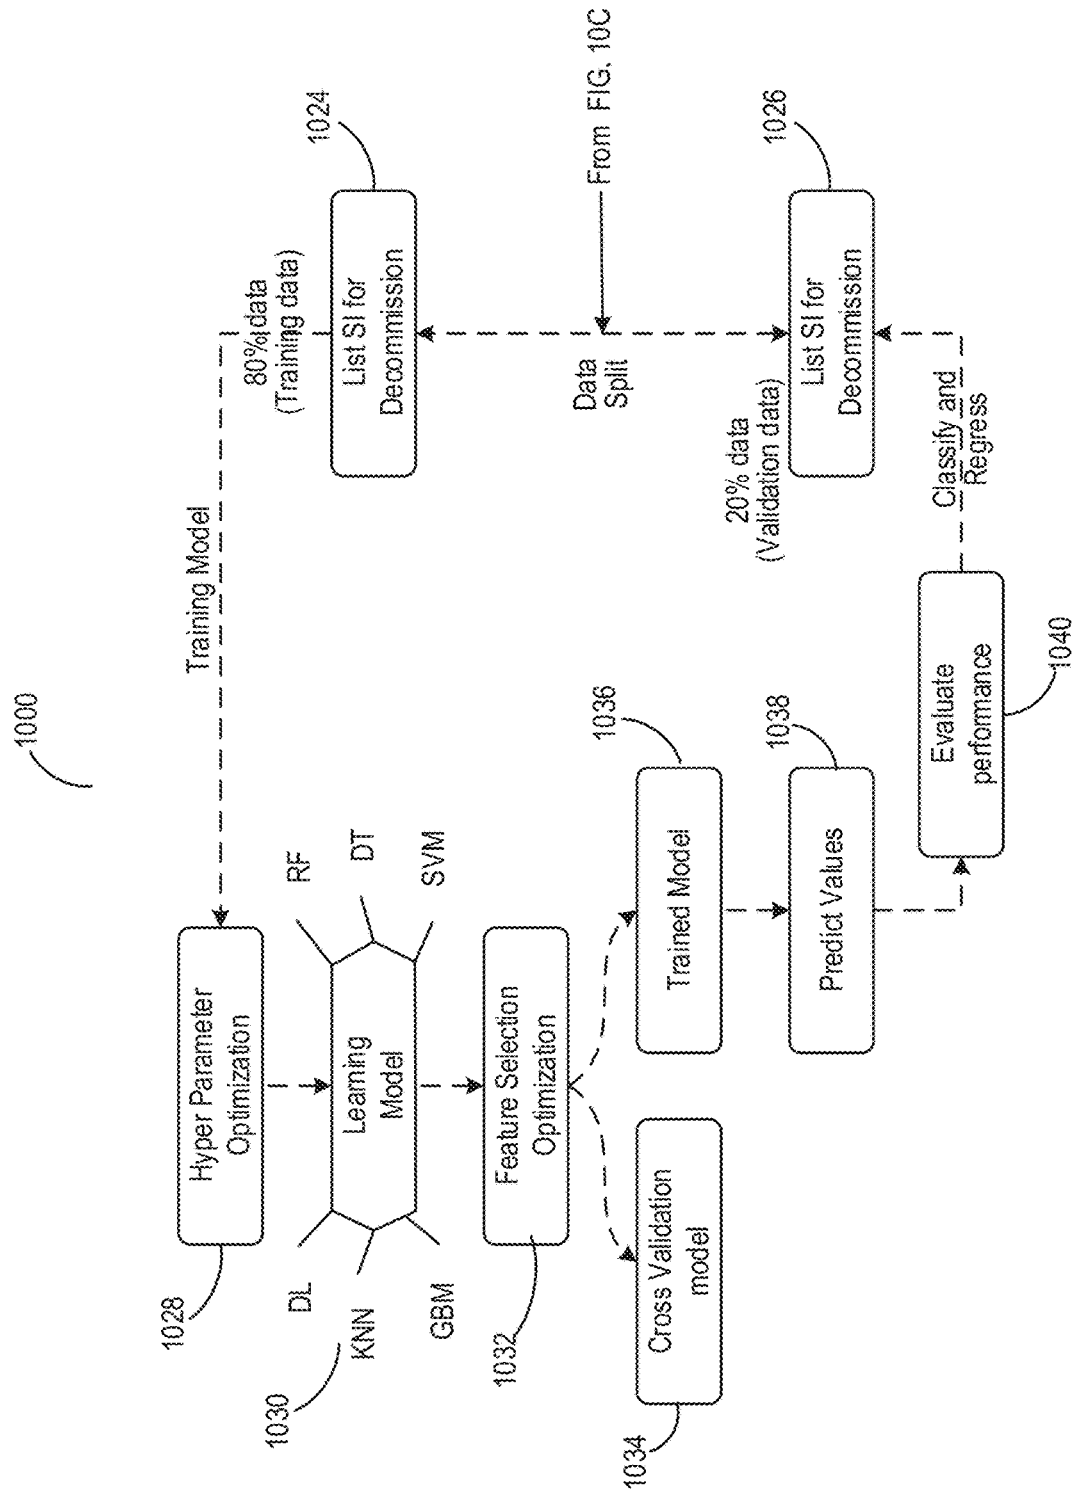 1000
Training Model
80% data
(Training data)
1024
List SI for
Decommission
Data
Split
From FIG. 10C
20% data
(Validation data)
1026
List SI for
Decommission
1028
Hyper Parameter
Optimization
DL
KNN
GBM
1030
Learning
Model
RF
DT
SVM
1032
Feature Selection
Optimization
1034
Cross Validation
model
1036
Trained Model
1038
Predict Values
Evaluate
performance
1040
Classify and
Regress